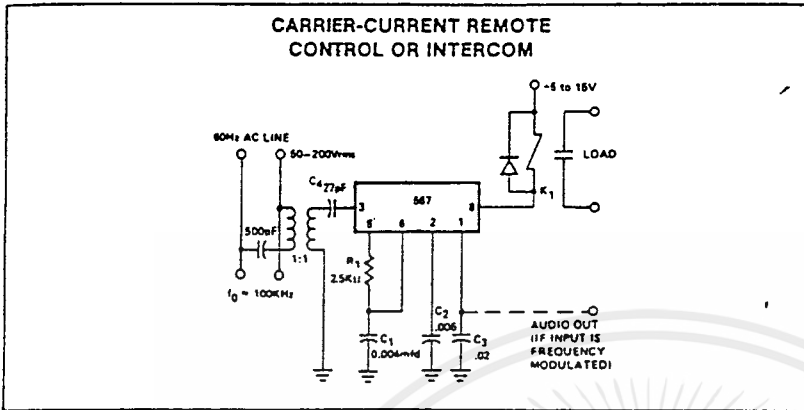 CARRIER-CURRENT REMOTE
CONTROL OR INTERCOM
~5 to 15V
60Hz AC LINE
50-200Vrms
LOAD
C4 27pF
567
K1
3
8
5
6
2
1
500pF
1:1
R1
2.5KΩ
f0 ≈ 100KHz
C1
0.004mfd
C2
.006
C3
.02
AUDIO OUT
(IF INPUT IS
FREQUENCY
MODULATED)